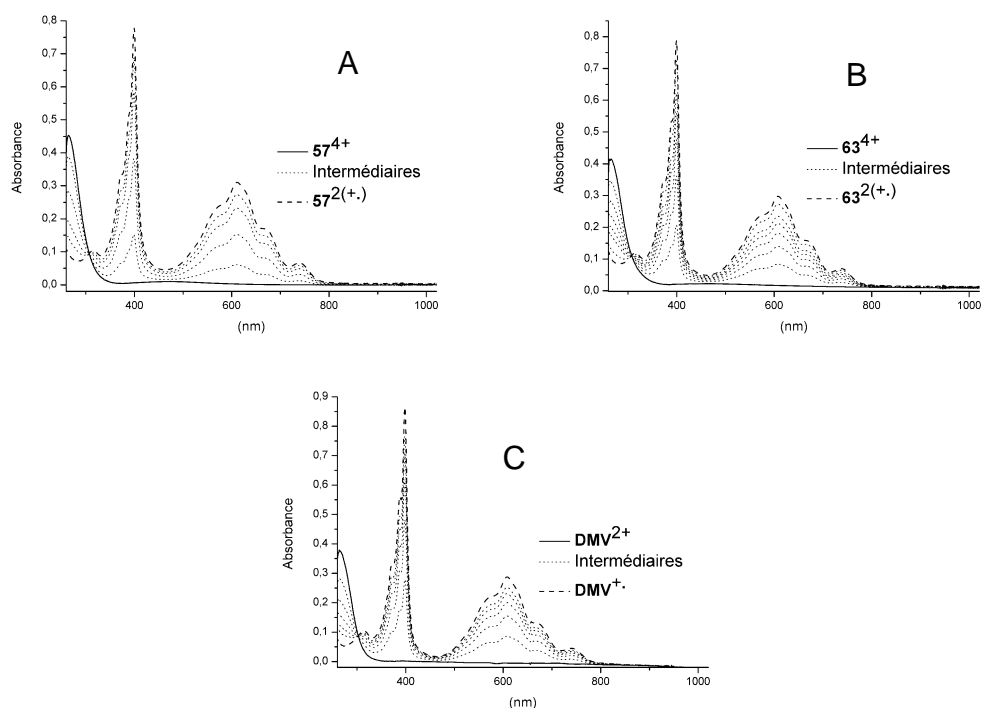 0,8
0,7
0,6
0,5
0,4
0,3
0,2
0,1
0,0
Absorbance
A
57⁴⁺
Intermédiaires
57²⁽⁺·⁾
400 600 800 1000
(nm)
0,8
0,7
0,6
0,5
0,4
0,3
0,2
0,1
0,0
Absorbance
B
63⁴⁺
Intermédiaires
63²⁽⁺·⁾
400 600 800 1000
(nm)
0,9
0,8
0,7
0,6
0,5
0,4
0,3
0,2
0,1
0,0
Absorbance
C
DMV²⁺
Intermédiaires
DMV⁺·
400 600 800 1000
(nm)